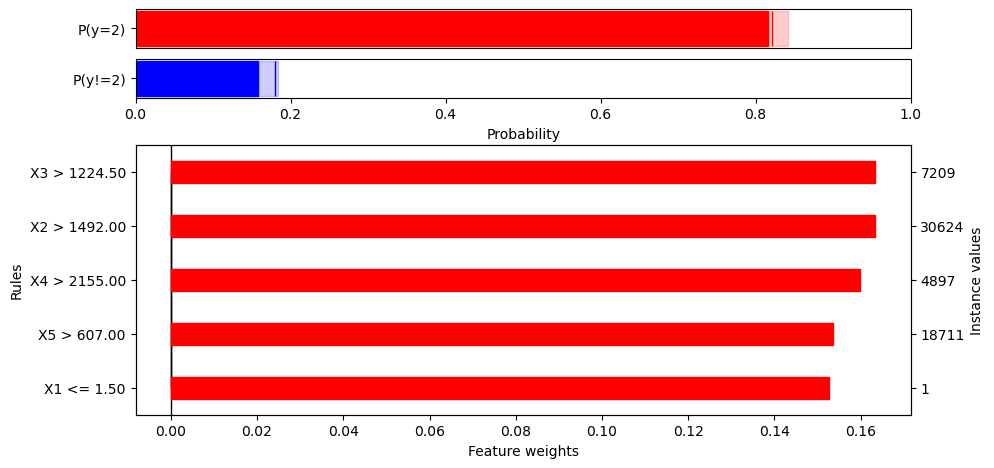 P(y=2)
P(y!=2)
0.0 0.2 0.4 0.6 0.8 1.0
Probability
X3 > 1224.50 7209
X2 > 1492.00 30624
X4 > 2155.00 4897
X5 > 607.00 18711
X1 <= 1.50 1
Rules
Instance values
0.00 0.02 0.04 0.06 0.08 0.10 0.12 0.14 0.16
Feature weights